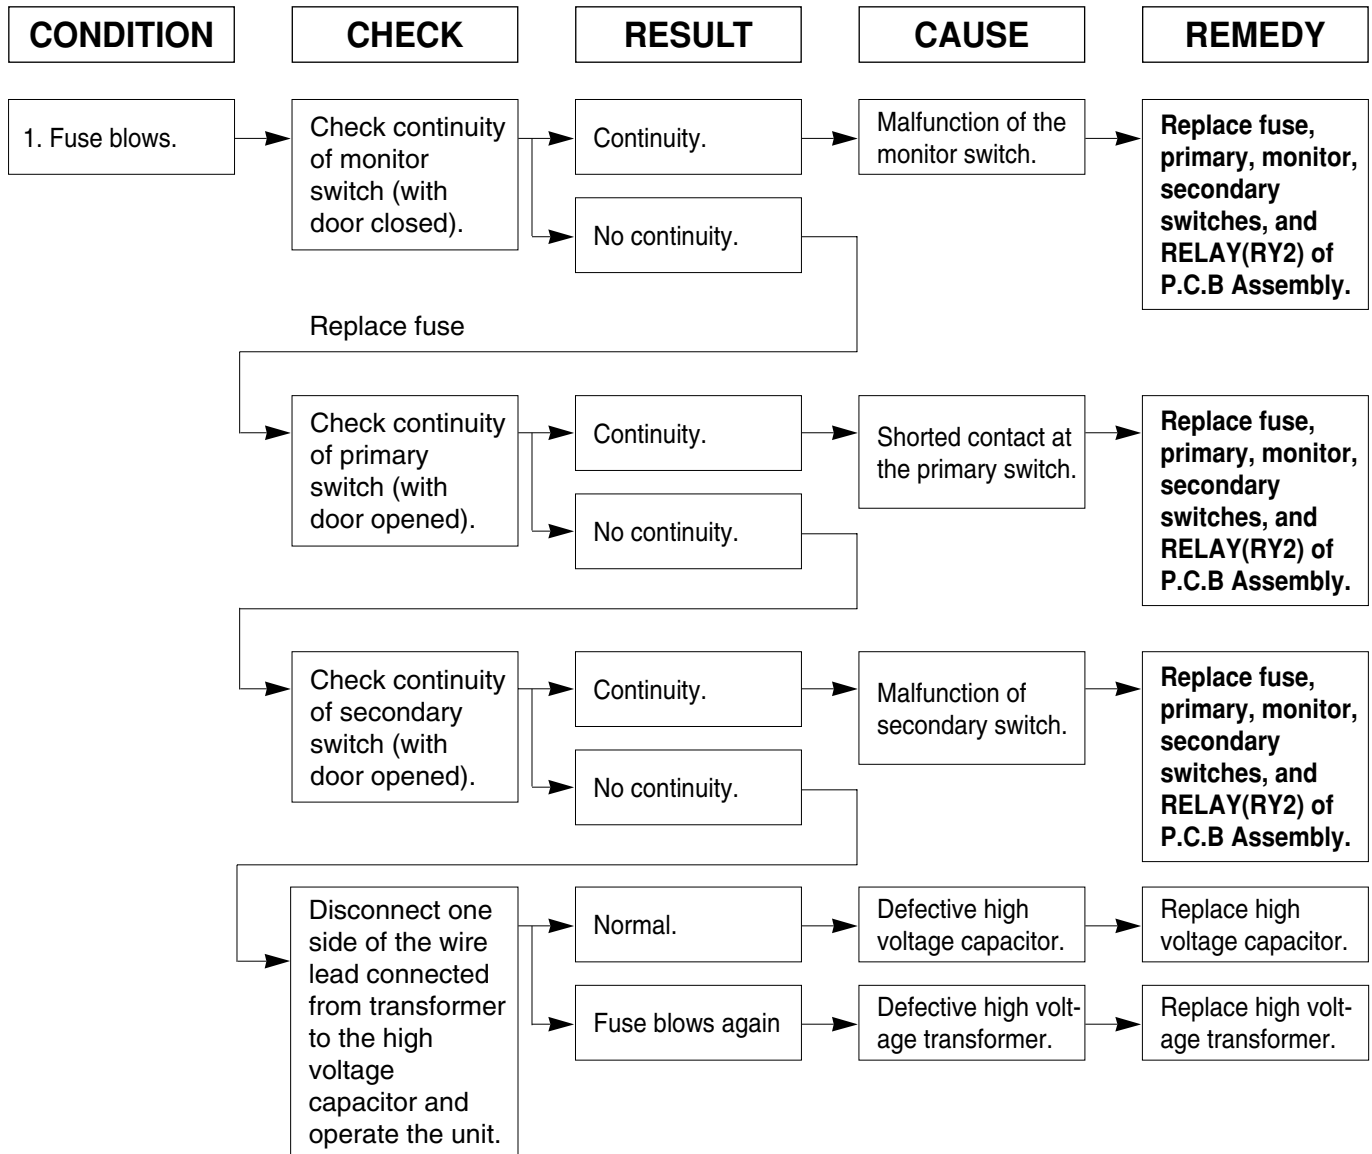 CONDITION
CHECK
RESULT
CAUSE
REMEDY
1. Fuse blows.
Check continuity
of monitor
switch (with
door closed).
Continuity.
Malfunction of the
monitor switch.
Replace fuse,
primary, monitor,
secondary
switches, and
RELAY(RY2) of
P.C.B Assembly.
No continuity.
Replace fuse
Check continuity
of primary
switch (with
door opened).
Continuity.
Shorted contact at
the primary switch.
Replace fuse,
primary, monitor,
secondary
switches, and
RELAY(RY2) of
P.C.B Assembly.
No continuity.
Check continuity
of secondary
switch (with
door opened).
Continuity.
Malfunction of
secondary switch.
Replace fuse,
primary, monitor,
secondary
switches, and
RELAY(RY2) of
P.C.B Assembly.
No continuity.
Disconnect one
side of the wire
lead connected
from transformer
to the high
voltage
capacitor and
operate the unit.
Normal.
Defective high
voltage capacitor.
Replace high
voltage capacitor.
Fuse blows again
Defective high volt-
age transformer.
Replace high volt-
age transformer.